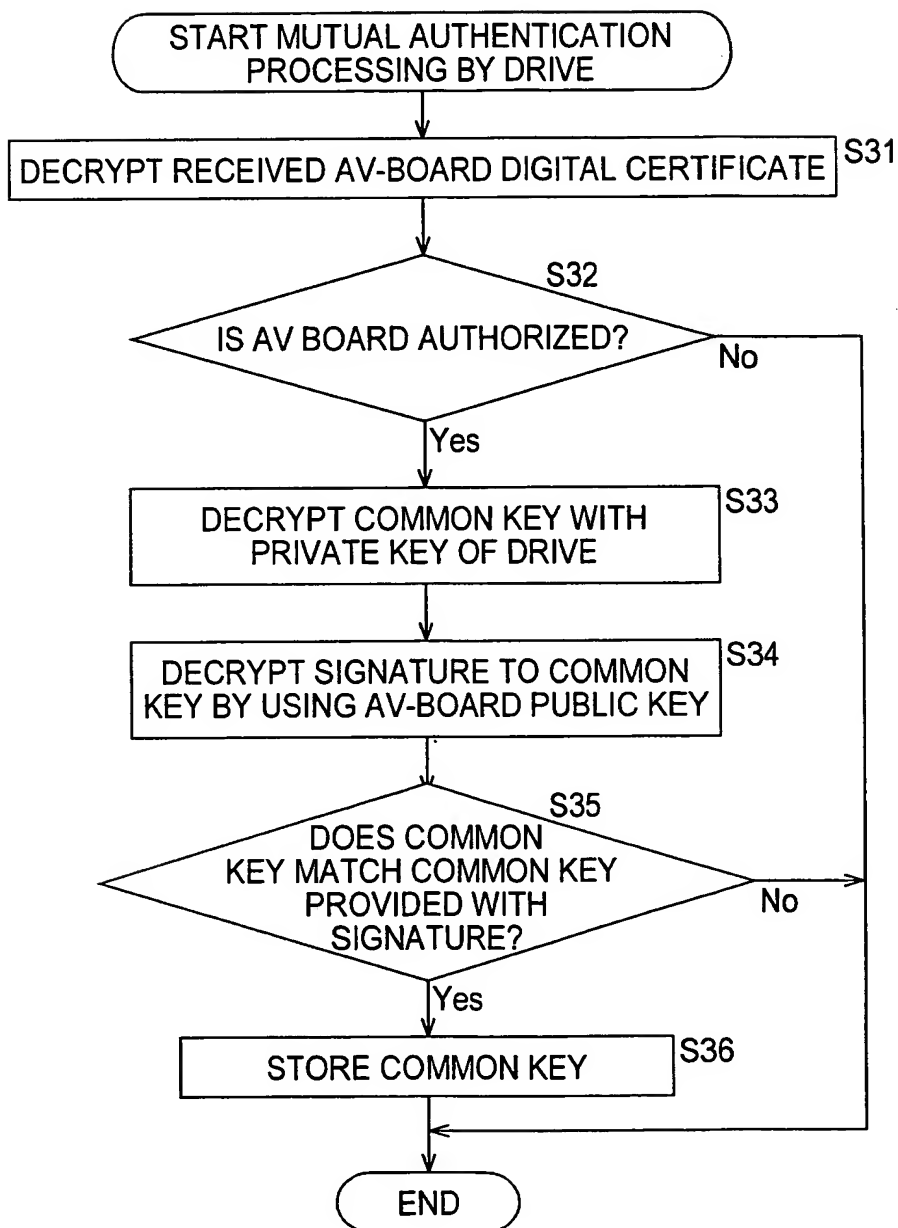 START MUTUAL AUTHENTICATION
PROCESSING BY DRIVE
S31
DECRYPT RECEIVED AV-BOARD DIGITAL CERTIFICATE
S32
IS AV BOARD AUTHORIZED?
No
Yes
S33
DECRYPT COMMON KEY WITH
PRIVATE KEY OF DRIVE
S34
DECRYPT SIGNATURE TO COMMON
KEY BY USING AV-BOARD PUBLIC KEY
S35
DOES COMMON
KEY MATCH COMMON KEY
PROVIDED WITH
SIGNATURE?
No
Yes
S36
STORE COMMON KEY
END